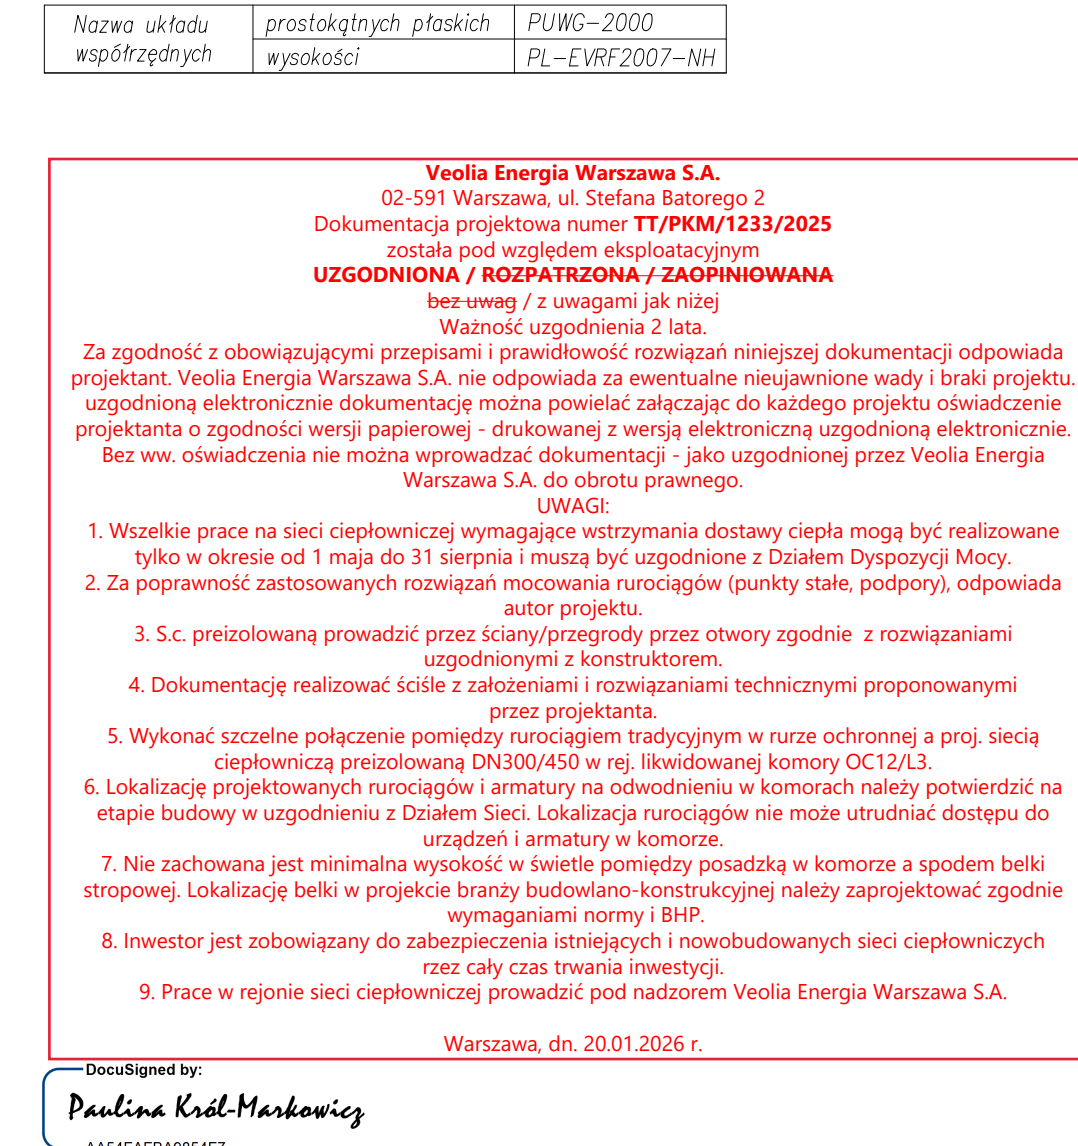 Nazwa układu współrzędnych
prostokątnych płaskich
PUWG-2000
wysokości
PL-EVRF2007-NH
Veolia Energia Warszawa S.A.
02-591 Warszawa, ul. Stefana Batorego 2
Dokumentacja projektowa numer TT/PKM/1233/2025
została pod względem eksploatacyjnym
UZGODNIONA / ROZPATRZONA / ZAOPINIOWANA
bez uwag / z uwagami jak niżej
Ważność uzgodnienia 2 lata.
Za zgodność z obowiązującymi przepisami i prawidłowość rozwiązań niniejszej dokumentacji odpowiada
projektant. Veolia Energia Warszawa S.A. nie odpowiada za ewentualne nieujawnione wady i braki projektu.
uzgodnioną elektronicznie dokumentację można powielać załączając do każdego projektu oświadczenie
projektanta o zgodności wersji papierowej - drukowanej z wersją elektroniczną uzgodnioną elektronicznie.
Bez ww. oświadczenia nie można wprowadzać dokumentacji - jako uzgodnionej przez Veolia Energia
Warszawa S.A. do obrotu prawnego.
UWAGI:
1. Wszelkie prace na sieci ciepłowniczej wymagające wstrzymania dostawy ciepła mogą być realizowane
tylko w okresie od 1 maja do 31 sierpnia i muszą być uzgodnione z Działem Dyspozycji Mocy.
2. Za poprawność zastosowanych rozwiązań mocowania rurociągów (punkty stałe, podpory), odpowiada
autor projektu.
3. S.c. preizolowaną prowadzić przez ściany/przegrody przez otwory zgodnie  z rozwiązaniami
uzgodnionymi z konstruktorem.
4. Dokumentację realizować ściśle z założeniami i rozwiązaniami technicznymi proponowanymi
przez projektanta.
5. Wykonać szczelne połączenie pomiędzy rurociągiem tradycyjnym w rurze ochronnej a proj. siecią
ciepłowniczą preizolowaną DN300/450 w rej. likwidowanej komory OC12/L3.
6. Lokalizację projektowanych rurociągów i armatury na odwodnieniu w komorach należy potwierdzić na
etapie budowy w uzgodnieniu z Działem Sieci. Lokalizacja rurociągów nie może utrudniać dostępu do
urządzeń i armatury w komorze.
7. Nie zachowana jest minimalna wysokość w świetle pomiędzy posadzką w komorze a spodem belki
stropowej. Lokalizację belki w projekcie branży budowlano-konstrukcyjnej należy zaprojektować zgodnie
wymaganiami normy i BHP.
8. Inwestor jest zobowiązany do zabezpieczenia istniejących i nowobudowanych sieci ciepłowniczych
rzez cały czas trwania inwestycji.
9. Prace w rejonie sieci ciepłowniczej prowadzić pod nadzorem Veolia Energia Warszawa S.A.
Warszawa, dn. 20.01.2026 r.
DocuSigned by:
Paulina Król-Markowicz